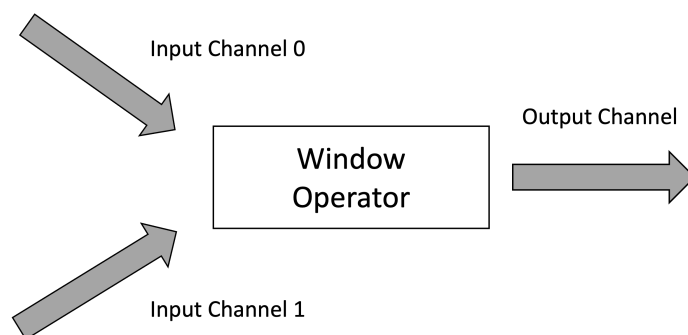 Input Channel 0
Output Channel
Window
Operator
Input Channel 1